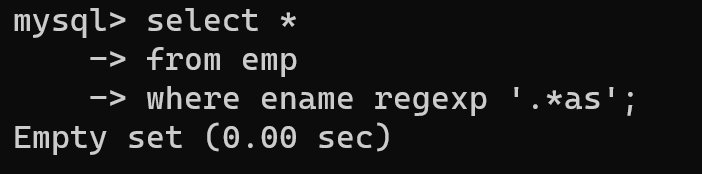 mysql> select *
    -> from emp
    -> where ename regexp '.*as';
Empty set (0.00 sec)